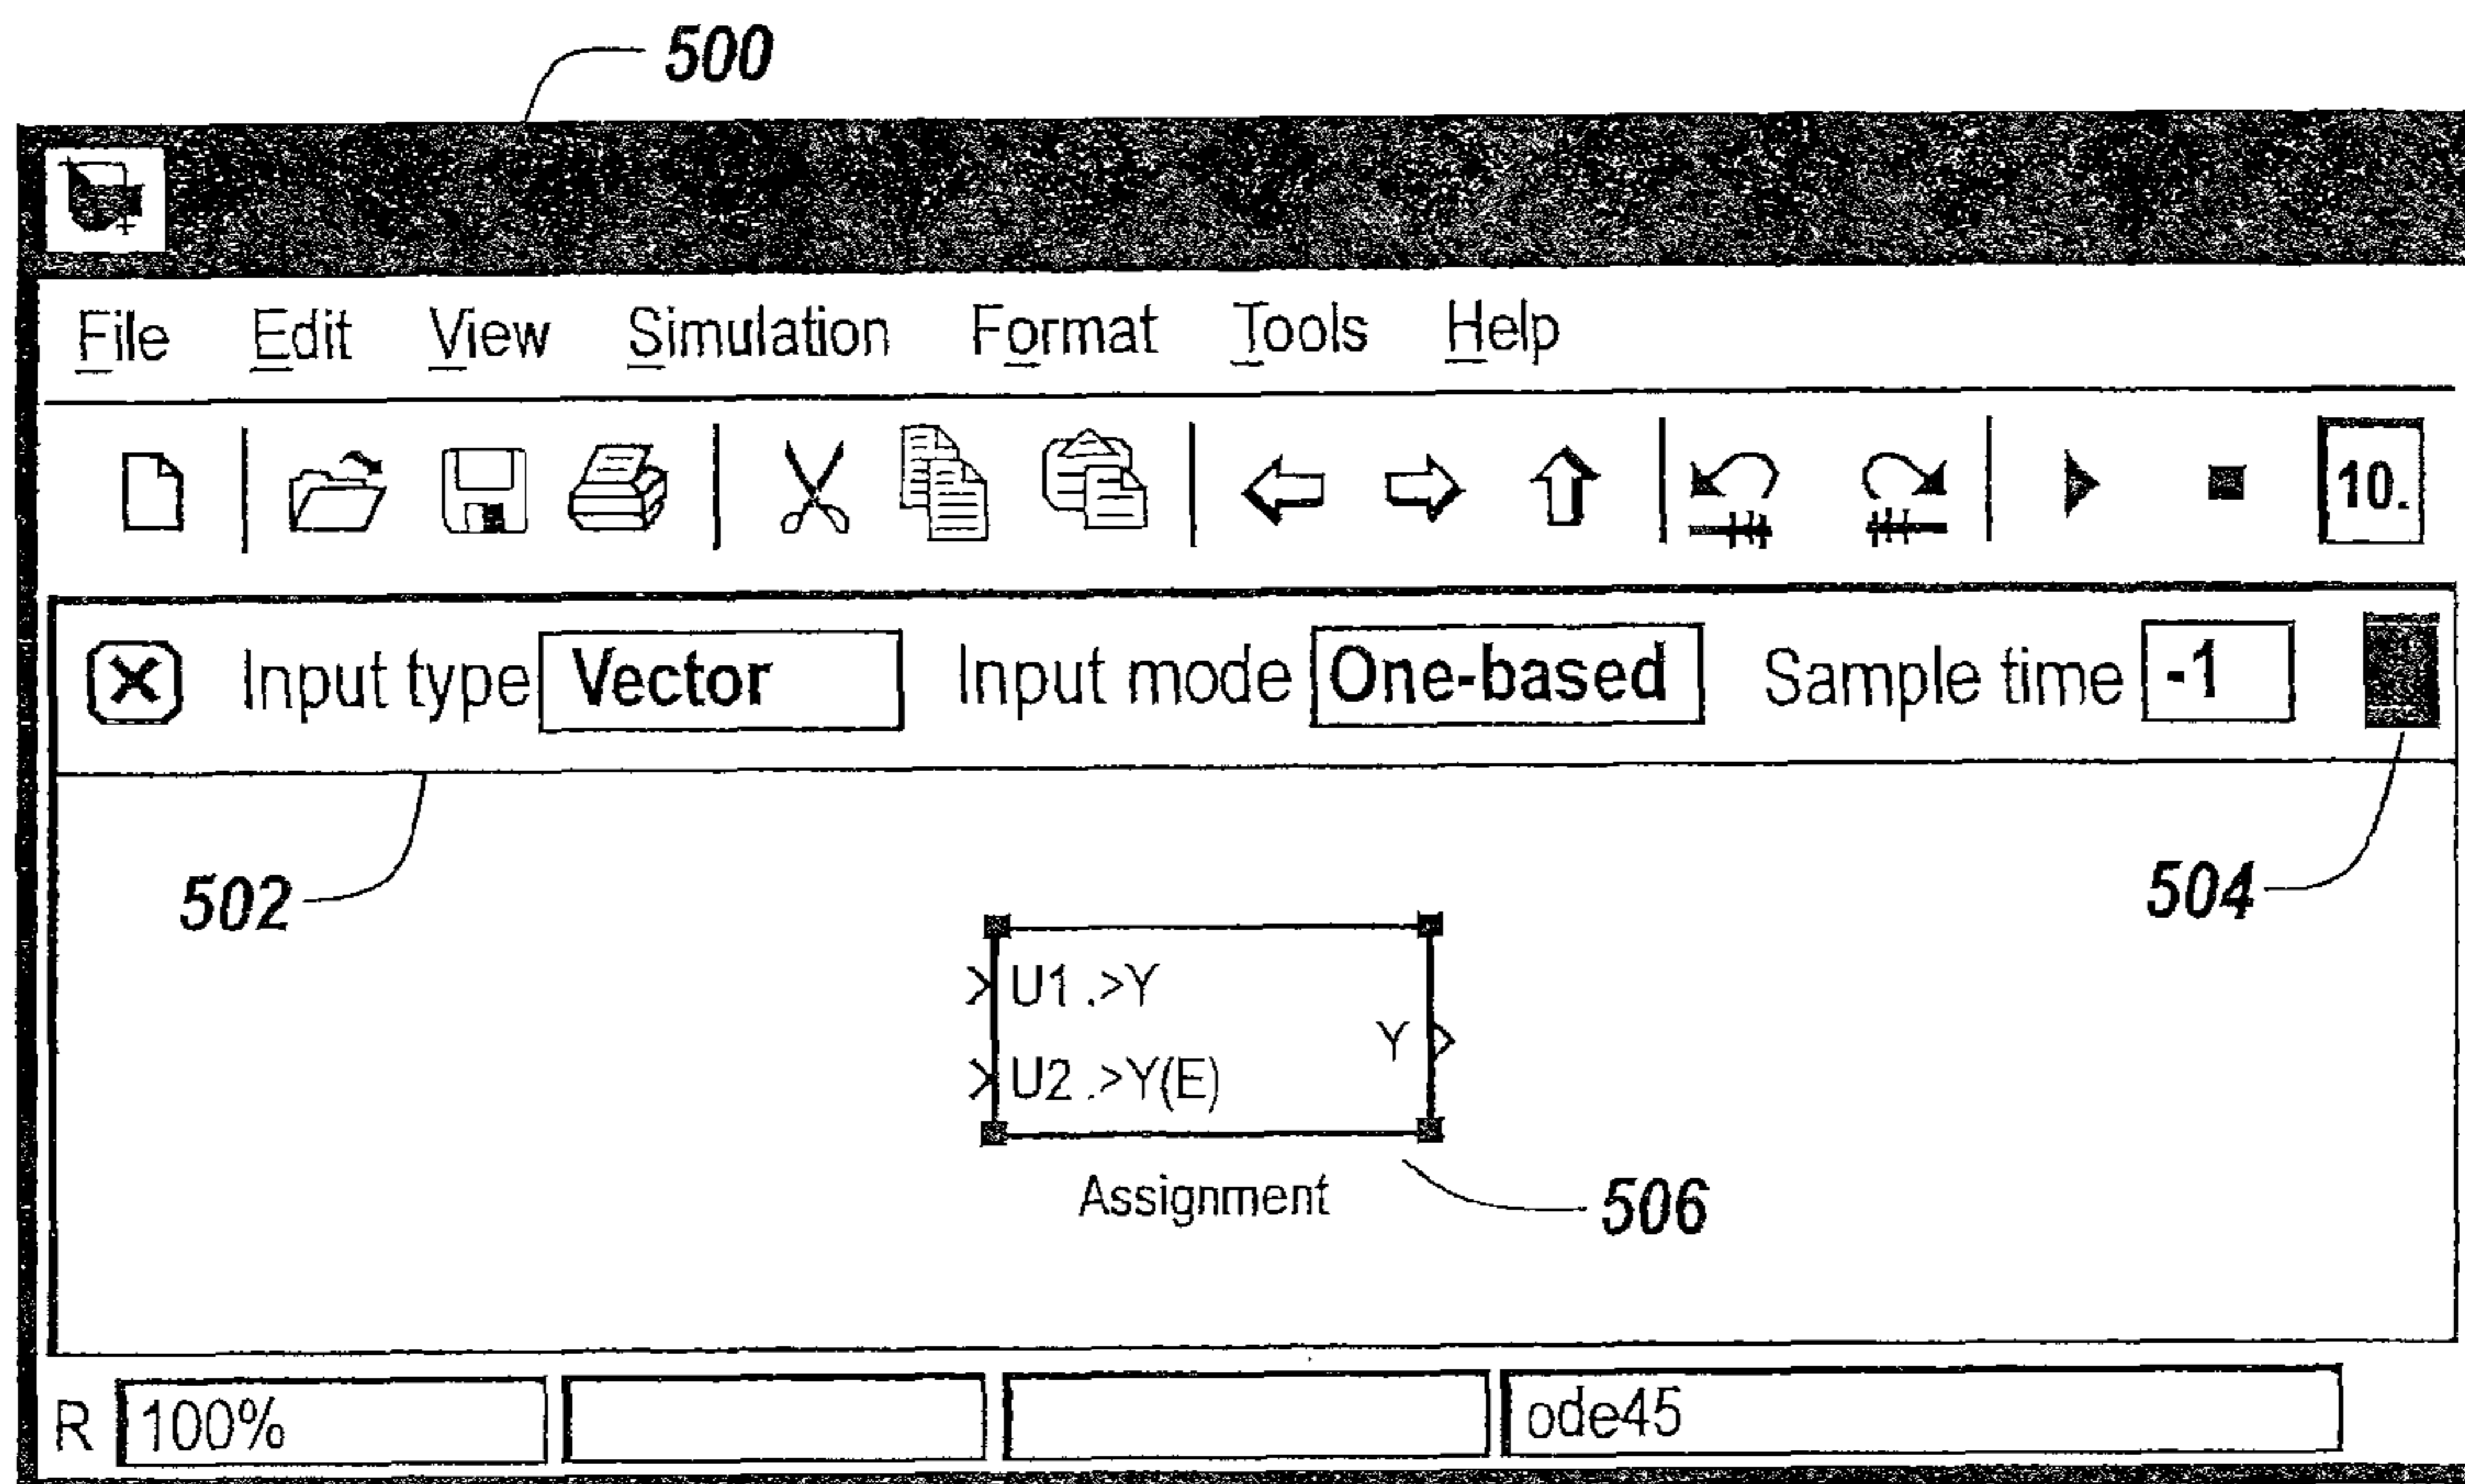 500
File Edit View Simulation Format Tools Help
10.
Input type Vector Input mode One-based Sample time -1
502
504
U1 .>Y
Y
U2 .>Y(E)
Assignment
506
R 100% ode45